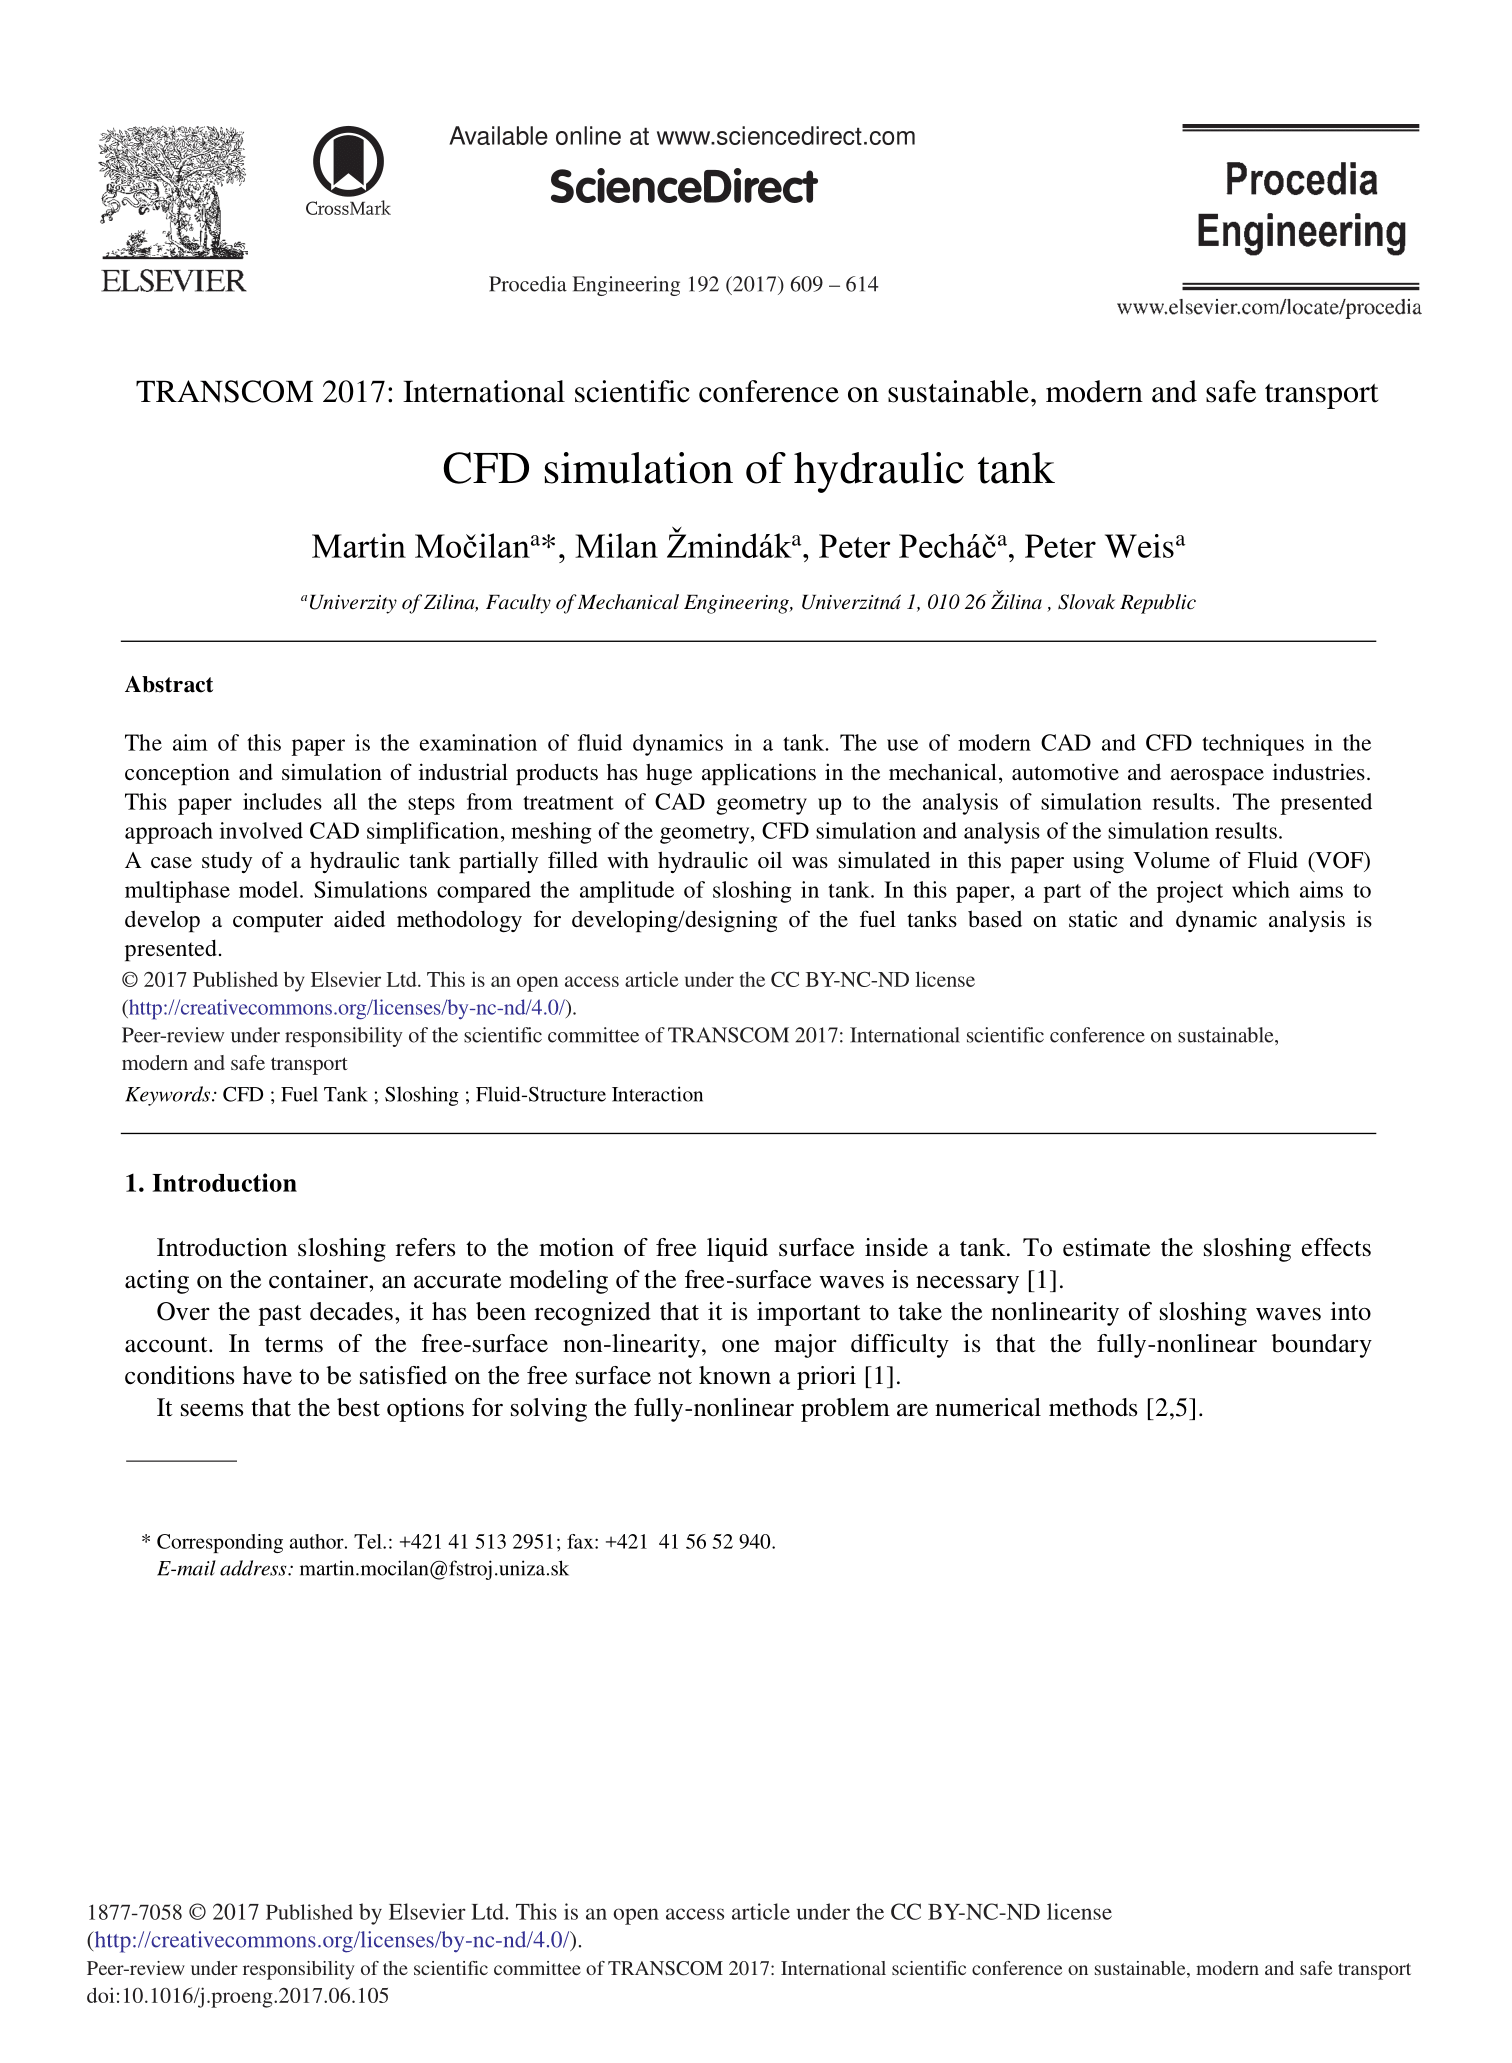 ELSEVIER
CrossMark
Available online at www.sciencedirect.com
ScienceDirect
Procedia Engineering 192 (2017) 609 – 614
Procedia
Engineering
www.elsevier.com/locate/procedia
TRANSCOM 2017: International scientific conference on sustainable, modern and safe transport
CFD simulation of hydraulic tank
Martin Močilanᵃ*, Milan Žmindákᵃ, Peter Pecháčᵃ, Peter Weisᵃ
ᵃUniverzity of Zilina, Faculty of Mechanical Engineering, Univerzitná 1, 010 26 Žilina , Slovak Republic
Abstract
The aim of this paper is the examination of fluid dynamics in a tank. The use of modern CAD and CFD techniques in the
conception and simulation of industrial products has huge applications in the mechanical, automotive and aerospace industries.
This paper includes all the steps from treatment of CAD geometry up to the analysis of simulation results. The presented
approach involved CAD simplification, meshing of the geometry, CFD simulation and analysis of the simulation results.
A case study of a hydraulic tank partially filled with hydraulic oil was simulated in this paper using Volume of Fluid (VOF)
multiphase model. Simulations compared the amplitude of sloshing in tank. In this paper, a part of the project which aims to
develop a computer aided methodology for developing/designing of the fuel tanks based on static and dynamic analysis is
presented.
© 2017 Published by Elsevier Ltd. This is an open access article under the CC BY-NC-ND license
(http://creativecommons.org/licenses/by-nc-nd/4.0/).
Peer-review under responsibility of the scientific committee of TRANSCOM 2017: International scientific conference on sustainable,
modern and safe transport
Keywords: CFD ; Fuel Tank ; Sloshing ; Fluid-Structure Interaction
1. Introduction
Introduction sloshing refers to the motion of free liquid surface inside a tank. To estimate the sloshing effects
acting on the container, an accurate modeling of the free-surface waves is necessary [1].
Over the past decades, it has been recognized that it is important to take the nonlinearity of sloshing waves into
account. In terms of the free-surface non-linearity, one major difficulty is that the fully-nonlinear boundary
conditions have to be satisfied on the free surface not known a priori [1].
It seems that the best options for solving the fully-nonlinear problem are numerical methods [2,5].
* Corresponding author. Tel.: +421 41 513 2951; fax: +421 41 56 52 940.
E-mail address: martin.mocilan@fstroj.uniza.sk
1877-7058 © 2017 Published by Elsevier Ltd. This is an open access article under the CC BY-NC-ND license
(http://creativecommons.org/licenses/by-nc-nd/4.0/).
Peer-review under responsibility of the scientific committee of TRANSCOM 2017: International scientific conference on sustainable, modern and safe transport
doi:10.1016/j.proeng.2017.06.105